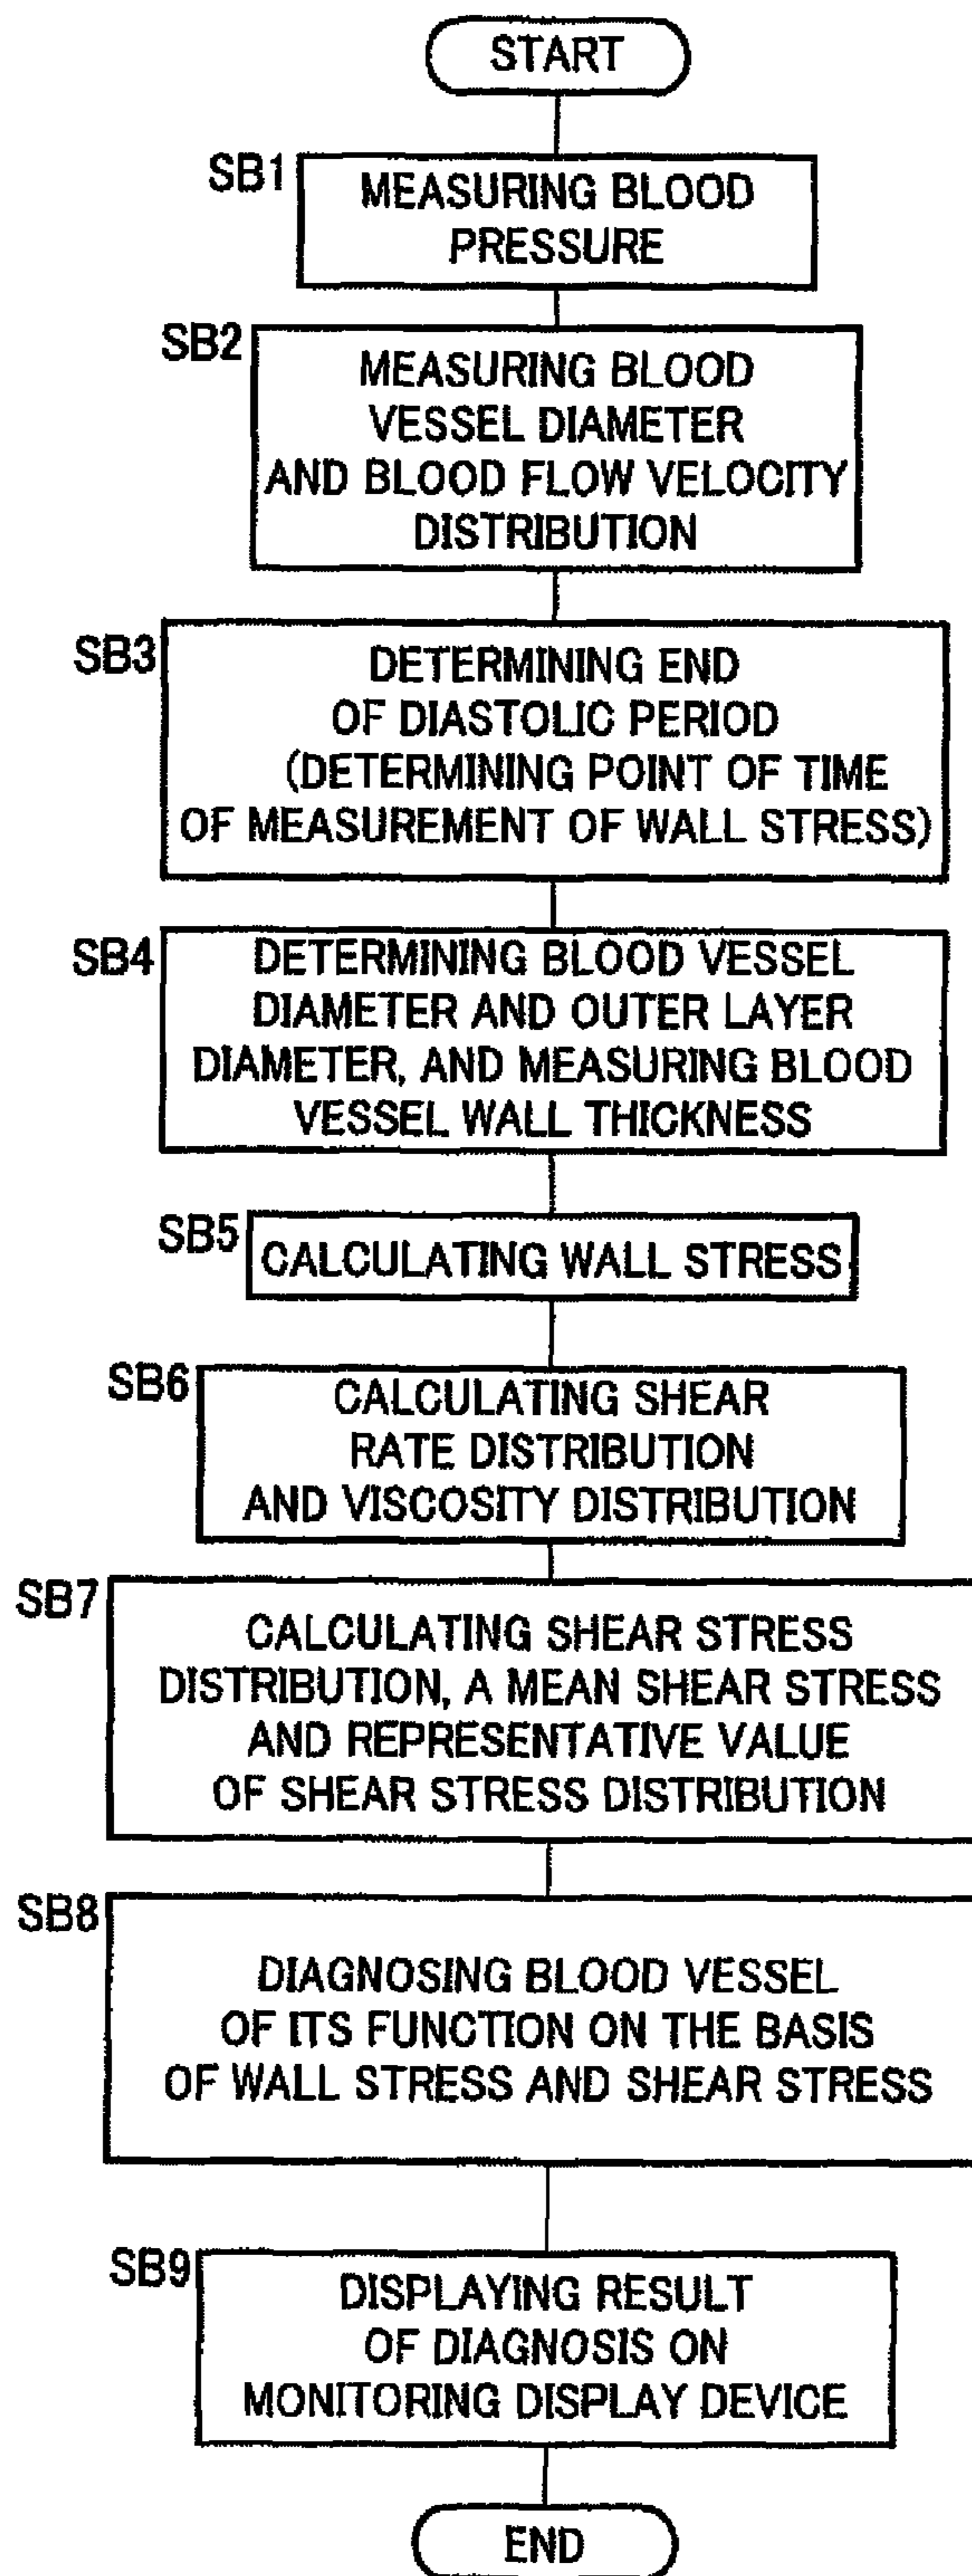 START
SB1
MEASURING BLOOD
PRESSURE
SB2
MEASURING BLOOD
VESSEL DIAMETER
AND BLOOD FLOW VELOCITY
DISTRIBUTION
SB3
DETERMINING END
OF DIASTOLIC PERIOD
(DETERMINING POINT OF TIME
OF MEASUREMENT OF WALL STRESS)
SB4
DETERMINING BLOOD VESSEL
DIAMETER AND OUTER LAYER
DIAMETER, AND MEASURING BLOOD
VESSEL WALL THICKNESS
SB5
CALCULATING WALL STRESS
SB6
CALCULATING SHEAR
RATE DISTRIBUTION
AND VISCOSITY DISTRIBUTION
SB7
CALCULATING SHEAR STRESS
DISTRIBUTION, A MEAN SHEAR STRESS
AND REPRESENTATIVE VALUE
OF SHEAR STRESS DISTRIBUTION
SB8
DIAGNOSING BLOOD VESSEL
OF ITS FUNCTION ON THE BASIS
OF WALL STRESS AND SHEAR STRESS
SB9
DISPLAYING RESULT
OF DIAGNOSIS ON
MONITORING DISPLAY DEVICE
END